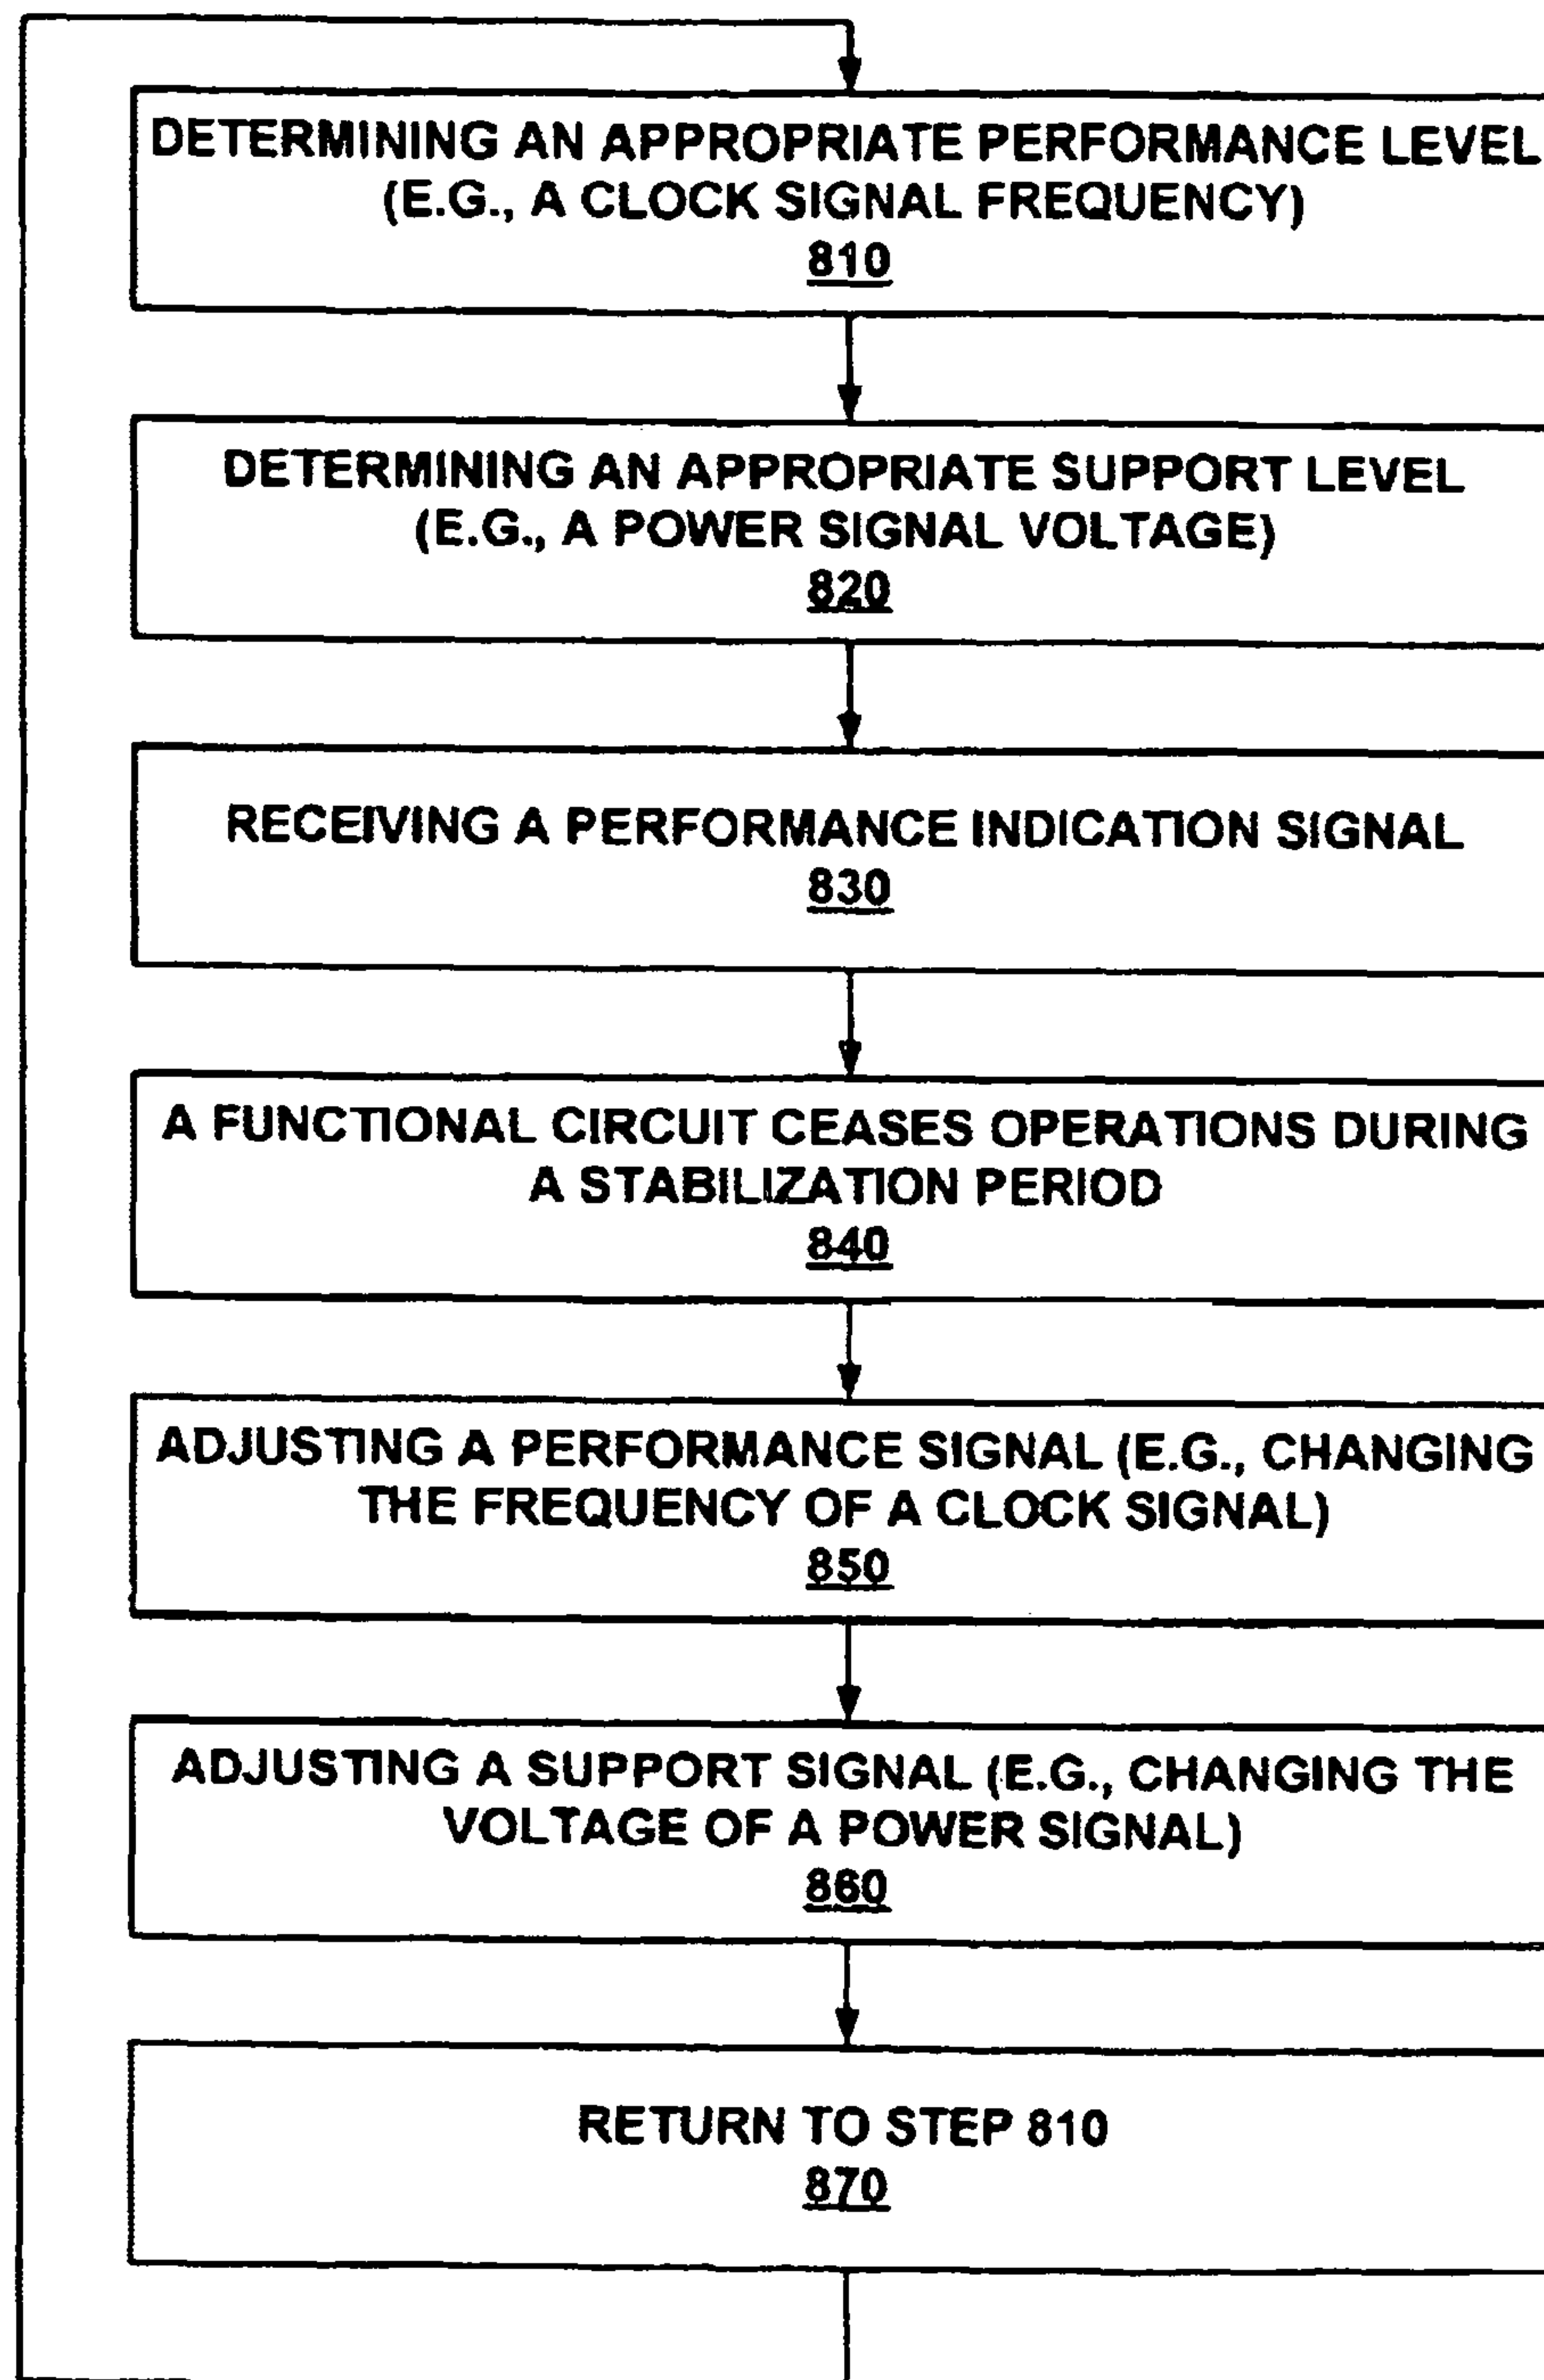 DETERMINING AN APPROPRIATE PERFORMANCE LEVEL
(E.G., A CLOCK SIGNAL FREQUENCY)
810
DETERMINING AN APPROPRIATE SUPPORT LEVEL
(E.G., A POWER SIGNAL VOLTAGE)
820
RECEIVING A PERFORMANCE INDICATION SIGNAL
830
A FUNCTIONAL CIRCUIT CEASES OPERATIONS DURING
A STABILIZATION PERIOD
840
ADJUSTING A PERFORMANCE SIGNAL (E.G., CHANGING
THE FREQUENCY OF A CLOCK SIGNAL)
850
ADJUSTING A SUPPORT SIGNAL (E.G., CHANGING THE
VOLTAGE OF A POWER SIGNAL)
860
RETURN TO STEP 810
870